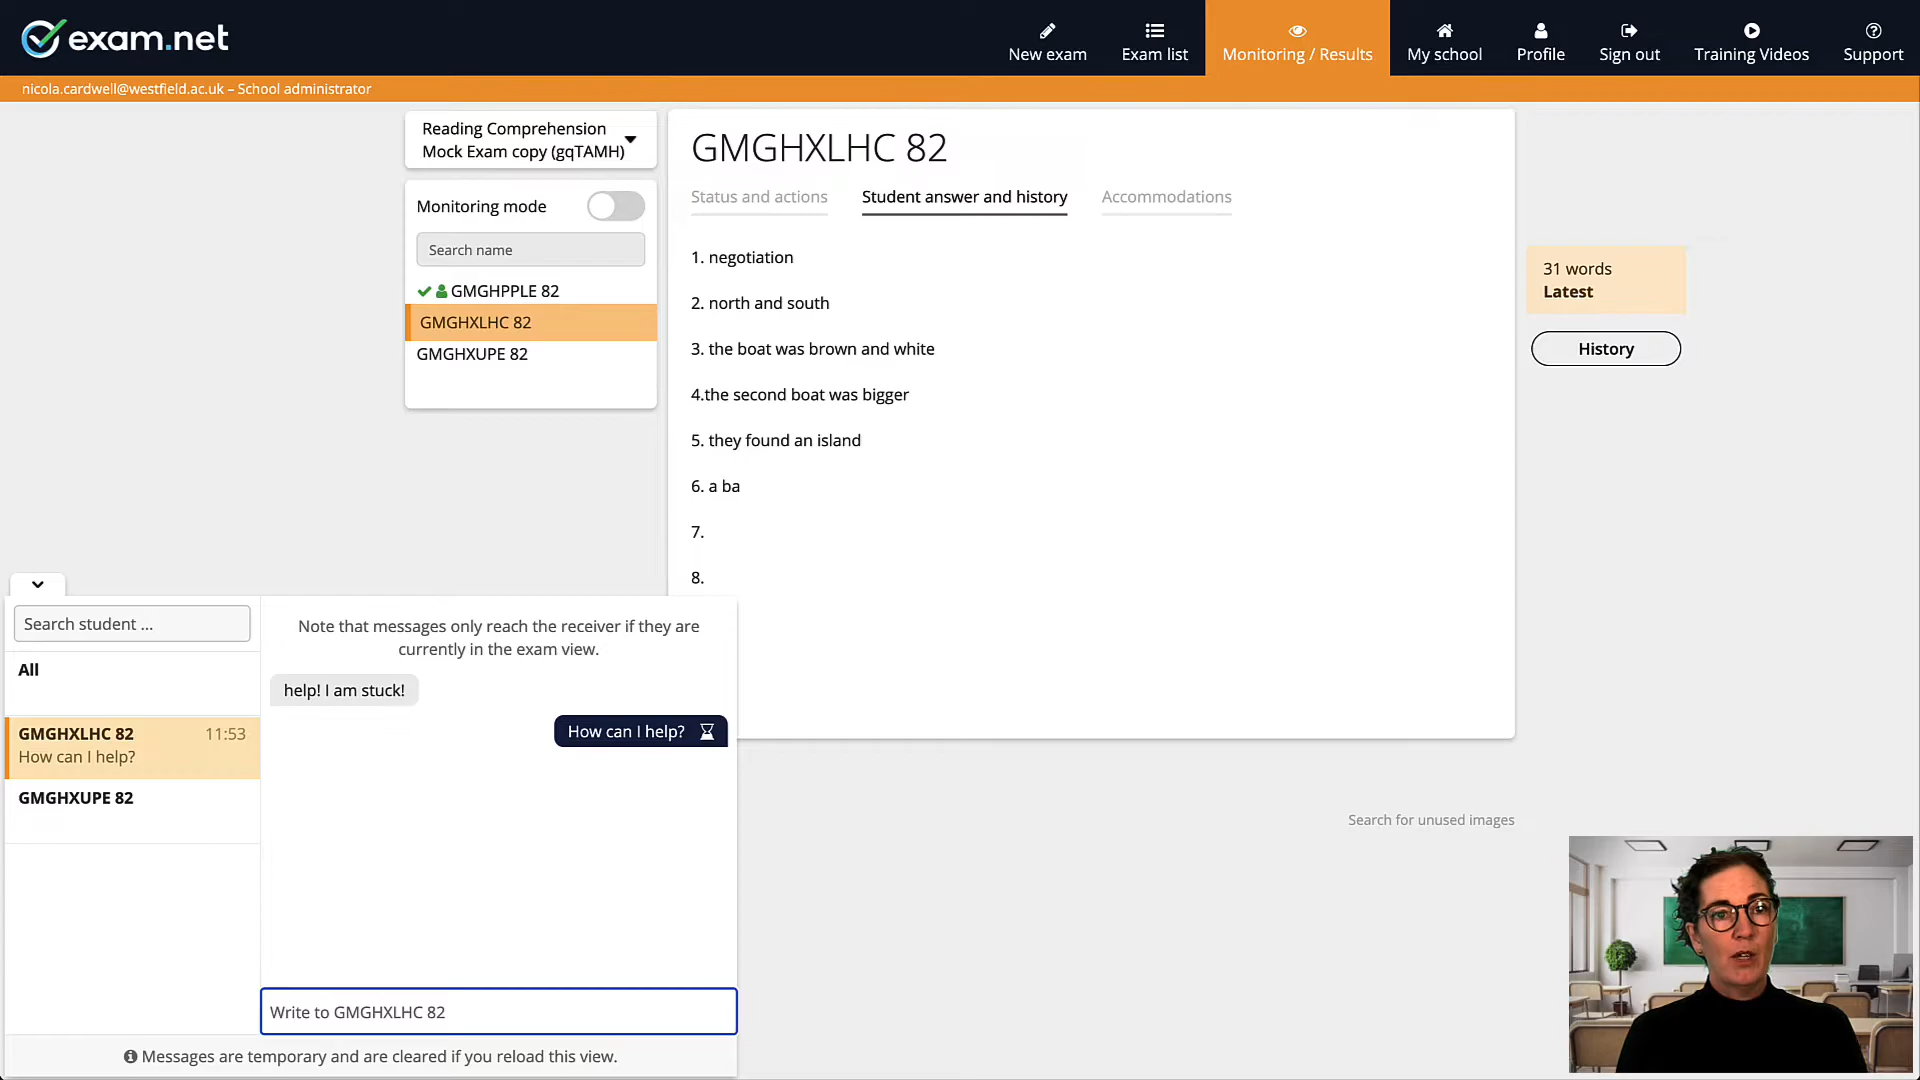 exam.net
New exam
Exam list
Monitoring / Results
My school
Profile
Sign out
Training Videos
Support
nicola.cardwell@westfield.ac.uk – School administrator
Reading Comprehension
Mock Exam copy (gqTAMH)
Monitoring mode
Search name
GMGHPPLE 82
GMGHXLHC 82
GMGHXUPE 82
GMGHXLHC 82
Status and actions
Student answer and history
Accommodations
1. negotiation
2. north and south
3. the boat was brown and white
4.the second boat was bigger
5. they found an island
6. a ba
7.
8.
31 words
Latest
History
Search student ...
All
GMGHXLHC 82
11:53
How can I help?
GMGHXUPE 82
Note that messages only reach the receiver if they are
currently in the exam view.
help! I am stuck!
How can I help?
Write to GMGHXLHC 82
Messages are temporary and are cleared if you reload this view.
Search for unused images